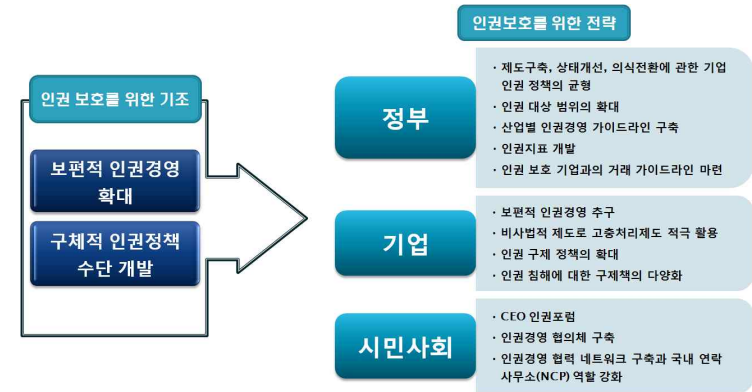 인권보호를 위한 전략
인권 보호를 위한 기조
보편적 인권경영
확대
구체적 인권정책
수단 개발
정부
· 제도구축, 상태개선, 의식전환에 관한 기업
인권 정책의 균형
· 인권 대상 범위의 확대
· 산업별 인권경영 가이드라인 구축
· 인권지표 개발
· 인권 보호 기업과의 거래 가이드라인 마련
기업
· 보편적 인권경영 추구
· 비사법적 제도로 고충처리제도 적극 활용
· 인권 구제 정책의 확대
· 인권 침해에 대한 구제책의 다양화
시민사회
· CEO 인권포럼
· 인권경영 협의체 구축
· 인권경영 협력 네트워크 구축과 국내 연락
사무소(NCP) 역할 강화